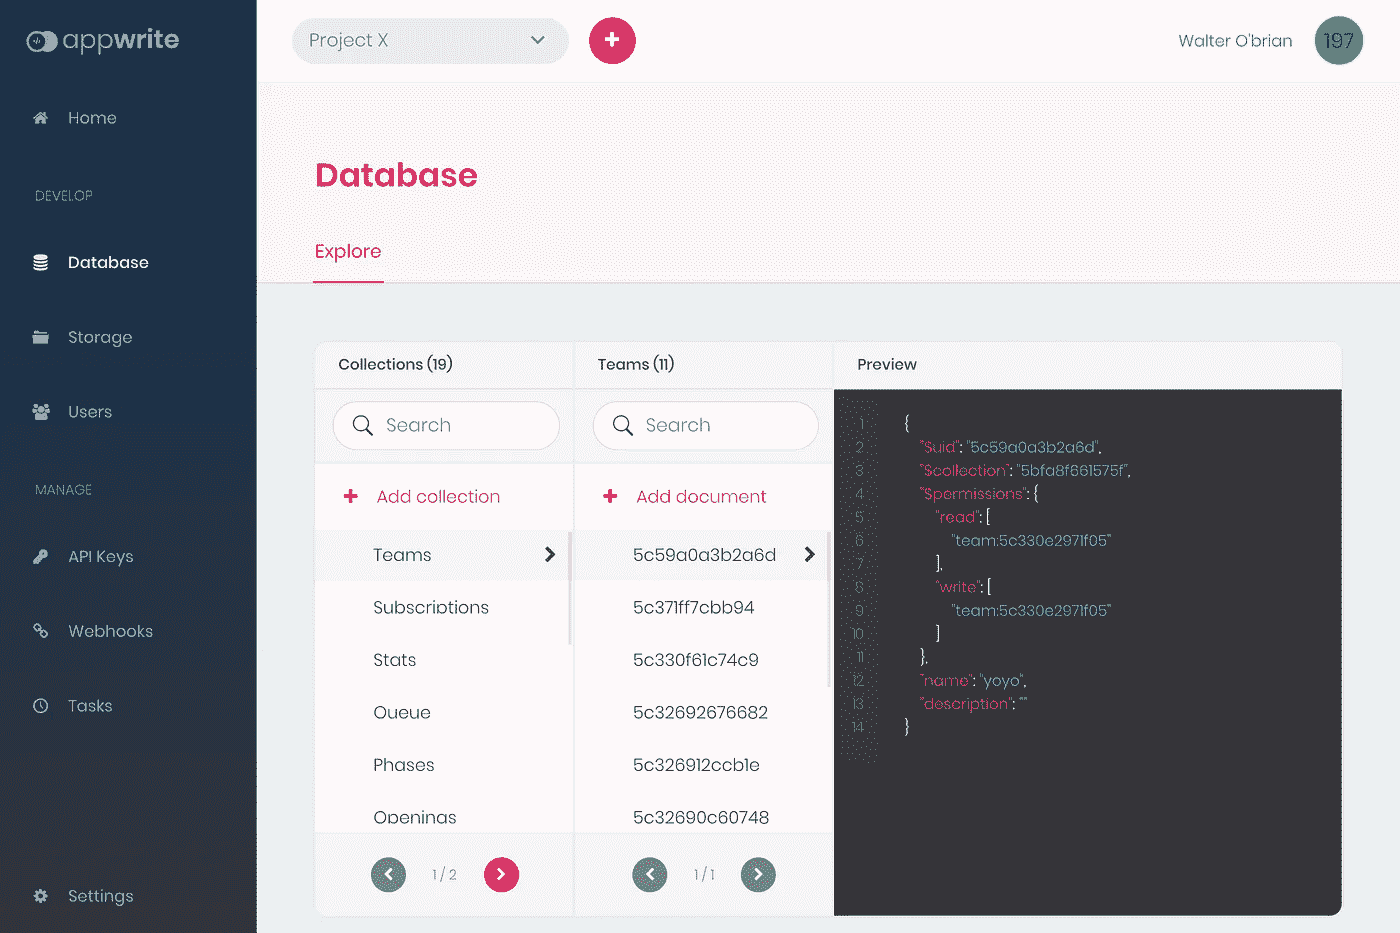 appwrite
Project X
Walter O'brian
197
Home
DEVELOP
Database
Storage
Users
MANAGE
API Keys
Webhooks
Tasks
Settings
Database
Explore
Collections (19)
Search
Add collection
Teams
Subscriptions
Stats
Queue
Phases
Openings
1 / 2
Teams (11)
Search
Add document
5c59a0a3b2a6d
5c371ff7cbb94
5c330f61c74c9
5c32692676682
5c326912ccb1e
5c32690c60748
1 / 1
Preview
1 {
2 "$uid": "5c59a0a3b2a6d",
3 "$collection": "5bfa8f661575f",
4 "$permissions": {
5 "read": [
6 "team:5c330e2971f05"
7 ],
8 "write": [
9 "team:5c330e2971f05"
10 ]
11 },
12 "name": "yoyo",
13 "description": ""
14 }